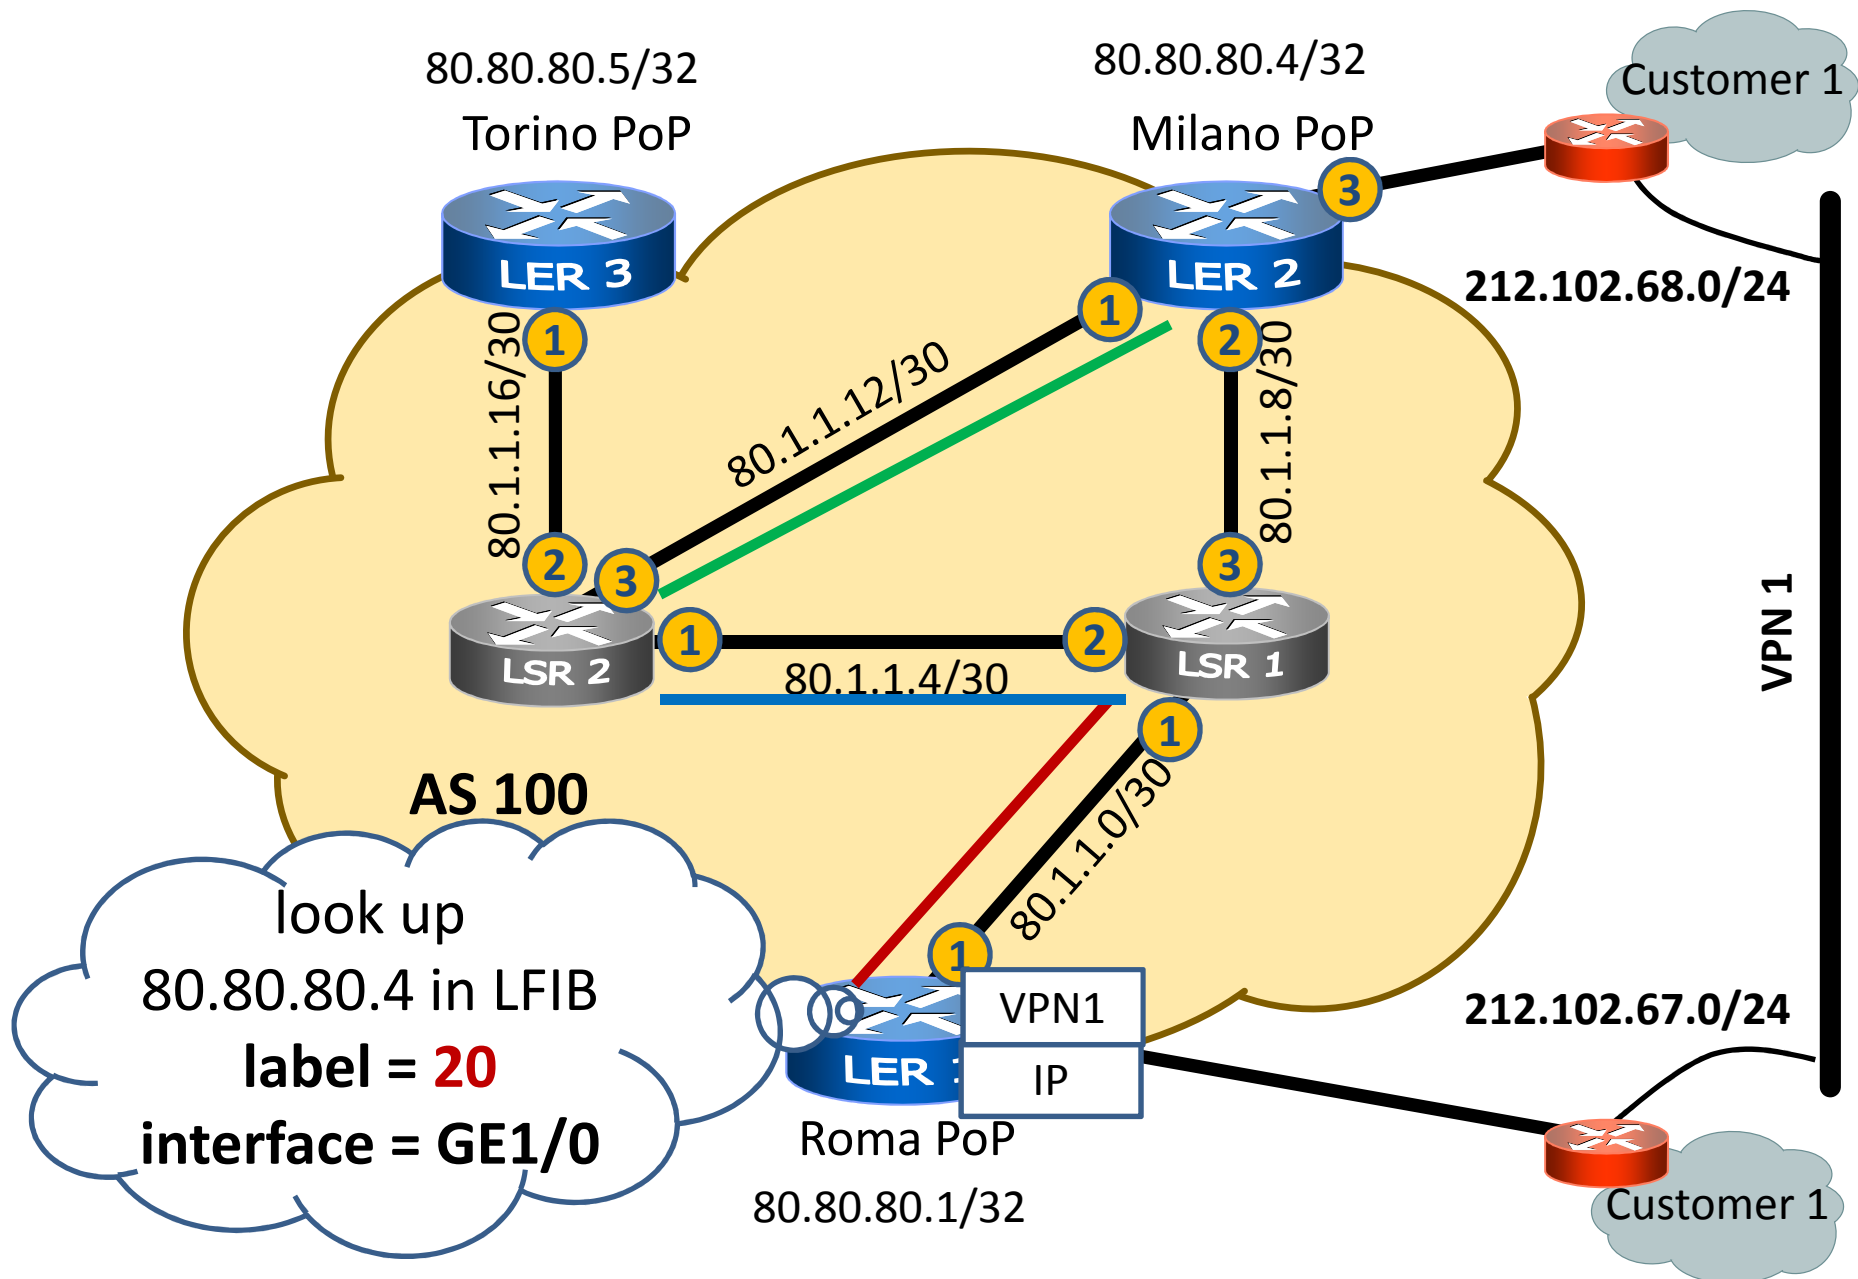 80.80.80.5/32
Torino PoP
80.80.80.4/32
Milano PoP
Customer 1
3
LER 3
LER 2
212.102.68.0/24
1
1
2
80.1.1.16/30
80.1.1.12/30
80.1.1.8/30
2
3
3
VPN 1
1
2
LSR 2
LSR 1
80.1.1.4/30
1
AS 100
80.1.1.0/30
look up
80.80.80.4 in LFIB
label = 20
interface = GE1/0
1
VPN1
IP
LER
212.102.67.0/24
Roma PoP
80.80.80.1/32
Customer 1